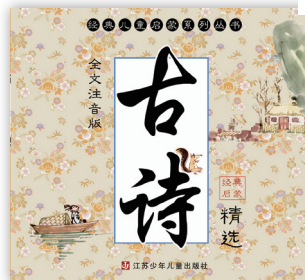 经典儿童启蒙系列丛书
全文注音版
古诗
经典
启蒙
精选
江苏少年儿童出版社